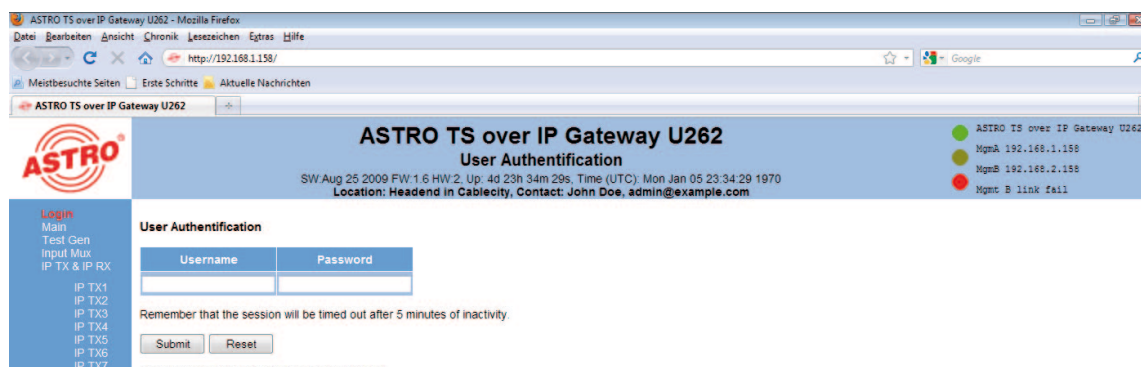 ASTRO TS over IP Gateway U262 - Mozilla Firefox
Datei Bearbeiten Ansicht Chronik Lesezeichen Extras Hilfe
http://192.168.1.158/
Google
Meistbesuchte Seiten Erste Schritte Aktuelle Nachrichten
ASTRO TS over IP Gateway U262
ASTRO
ASTRO TS over IP Gateway U262
User Authentification
SW:Aug 25 2009 FW:1.6 HW:2, Up: 4d 23h 34m 29s, Time (UTC): Mon Jan 05 23:34:29 1970
Location: Headend in Cablecity, Contact: John Doe, admin@example.com
ASTRO TS over IP Gateway U262
MgmA 192.168.1.158
MgmB 192.168.2.158
Mgmt B link fail
Login
Main
Test Gen
Input Mux
IP TX & IP RX
IP TX1
IP TX2
IP TX3
IP TX4
IP TX5
IP TX6
IP TX7
User Authentification
Username Password
Remember that the session will be timed out after 5 minutes of inactivity.
Submit Reset